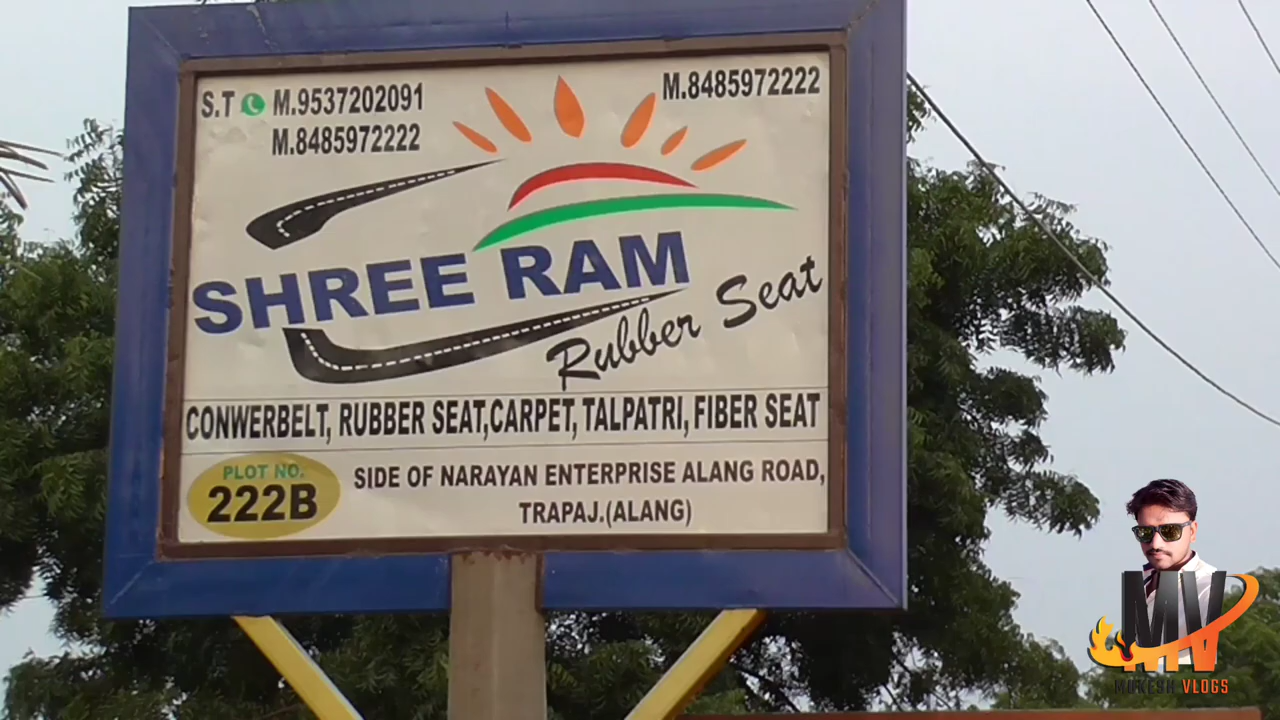 S.T M.9537202091
M.8485972222
M.8485972222
SHREE RAM
Rubber Seat
CONWERBELT, RUBBER SEAT,CARPET, TALPATRI, FIBER SEAT
PLOT NO.
222B
SIDE OF NARAYAN ENTERPRISE ALANG ROAD,
TRAPAJ.(ALANG)
MV
MUKESH VLOGS